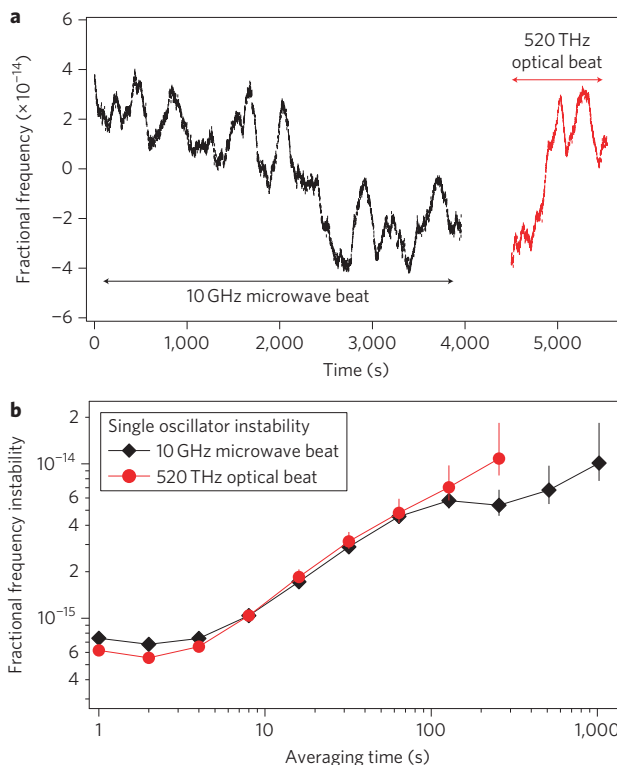 a
520 THz
optical beat
Fractional frequency (×10⁻¹⁴)
6
4
2
0
−2
−4
−6
10 GHz microwave beat
0
1,000
2,000
3,000
4,000
5,000
Time (s)
b
Fractional frequency instability
2
10⁻¹⁴
6
4
2
10⁻¹⁵
6
4
Single oscillator instability
10 GHz microwave beat
520 THz optical beat
1
10
100
1,000
Averaging time (s)